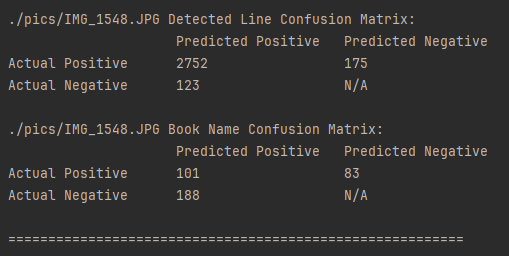 ./pics/IMG_1548.JPG Detected Line Confusion Matrix:
Predicted Positive Predicted Negative
Actual Positive 2752 175
Actual Negative 123 N/A
./pics/IMG_1548.JPG Book Name Confusion Matrix:
Predicted Positive Predicted Negative
Actual Positive 101 83
Actual Negative 188 N/A
=========================================================